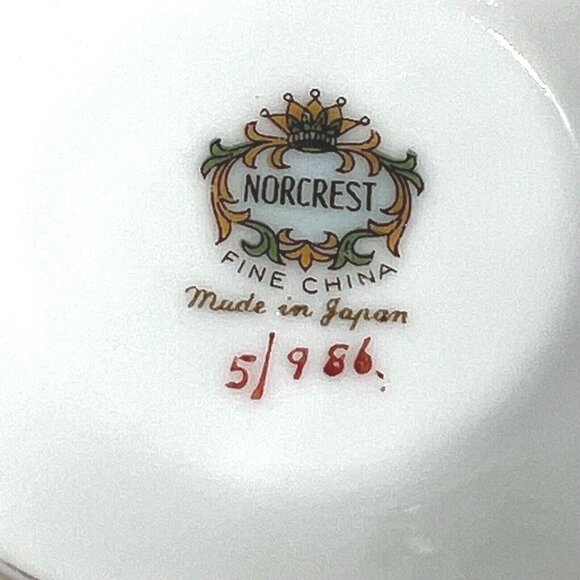 NORCREST
FINE CHINA
Made in Japan
5/986.